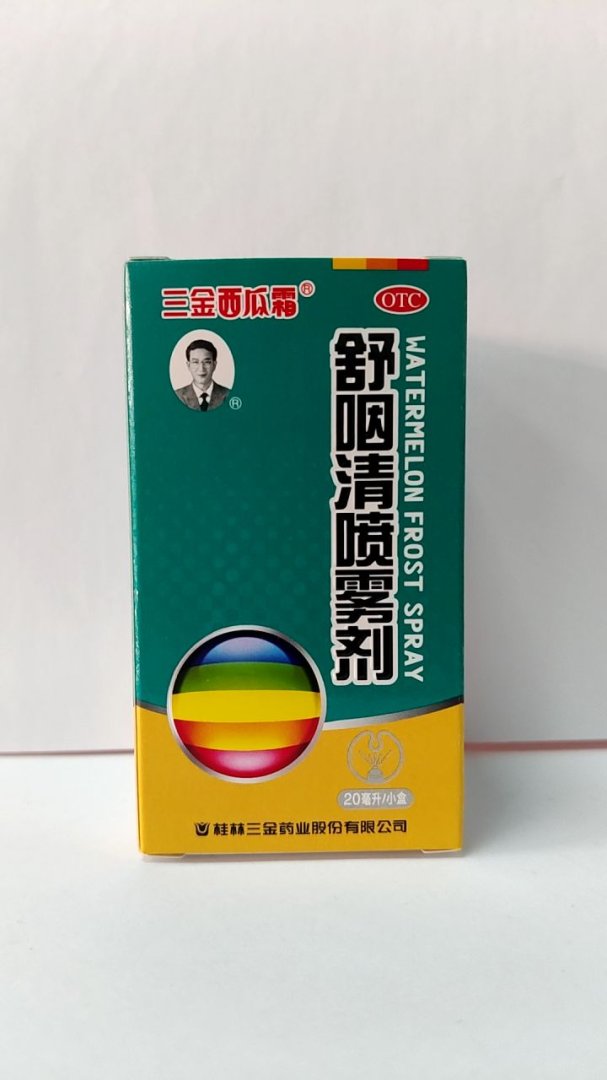 三金西瓜霜®
OTC
®
舒咽清喷雾剂
WATERMELON FROST SPRAY
20毫升/小盒
桂林三金药业股份有限公司